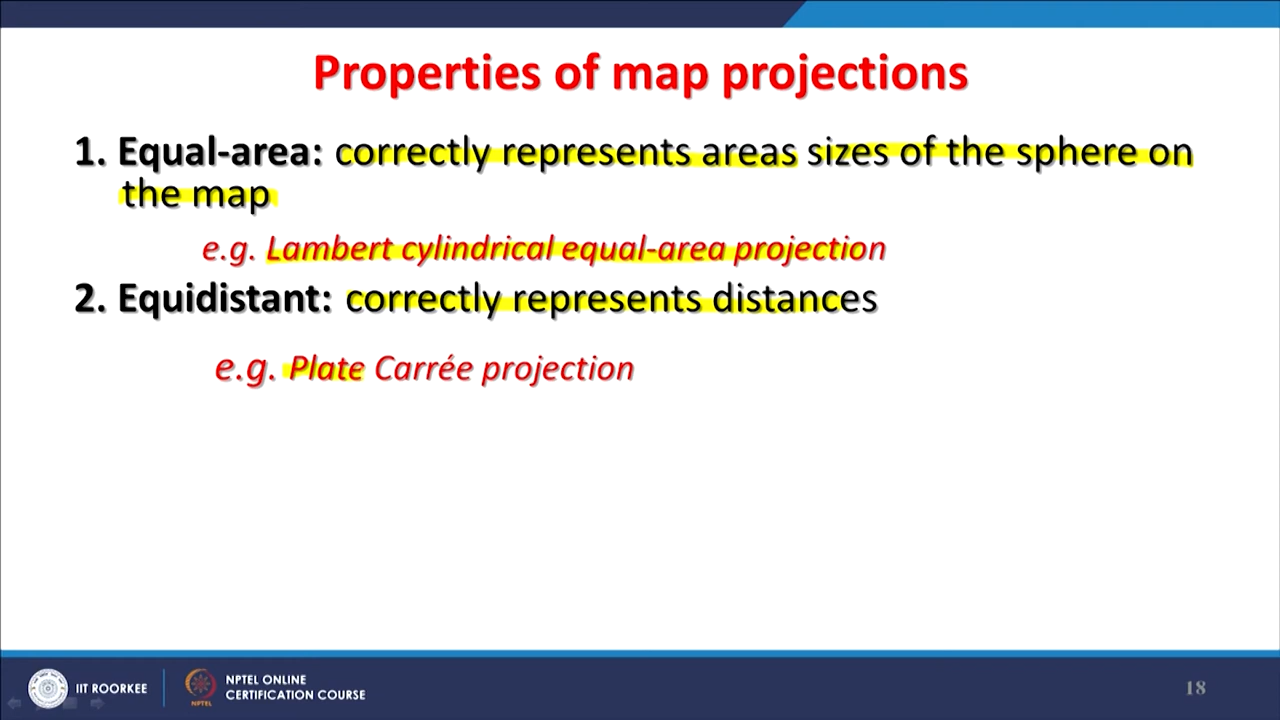 Properties of map projections
1. Equal-area: correctly represents areas sizes of the sphere on
the map
e.g. Lambert cylindrical equal-area projection
2. Equidistant: correctly represents distances
e.g. Plate Carrée projection
IIT ROORKEE
NPTEL
NPTEL ONLINE
CERTIFICATION COURSE
18